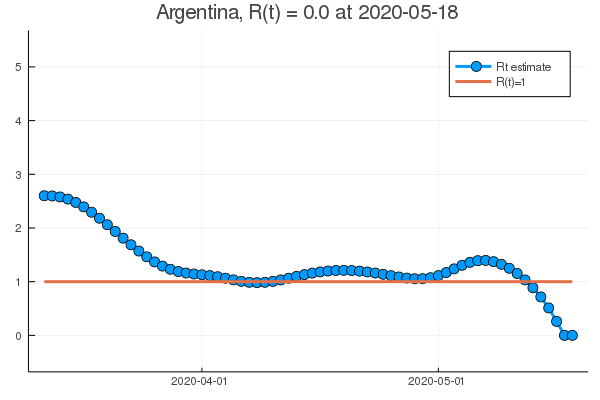 Argentina, R(t) = 0.0 at 2020-05-18
5
4
3
2
1
0
Rt estimate
R(t)=1
2020-04-01
2020-05-01